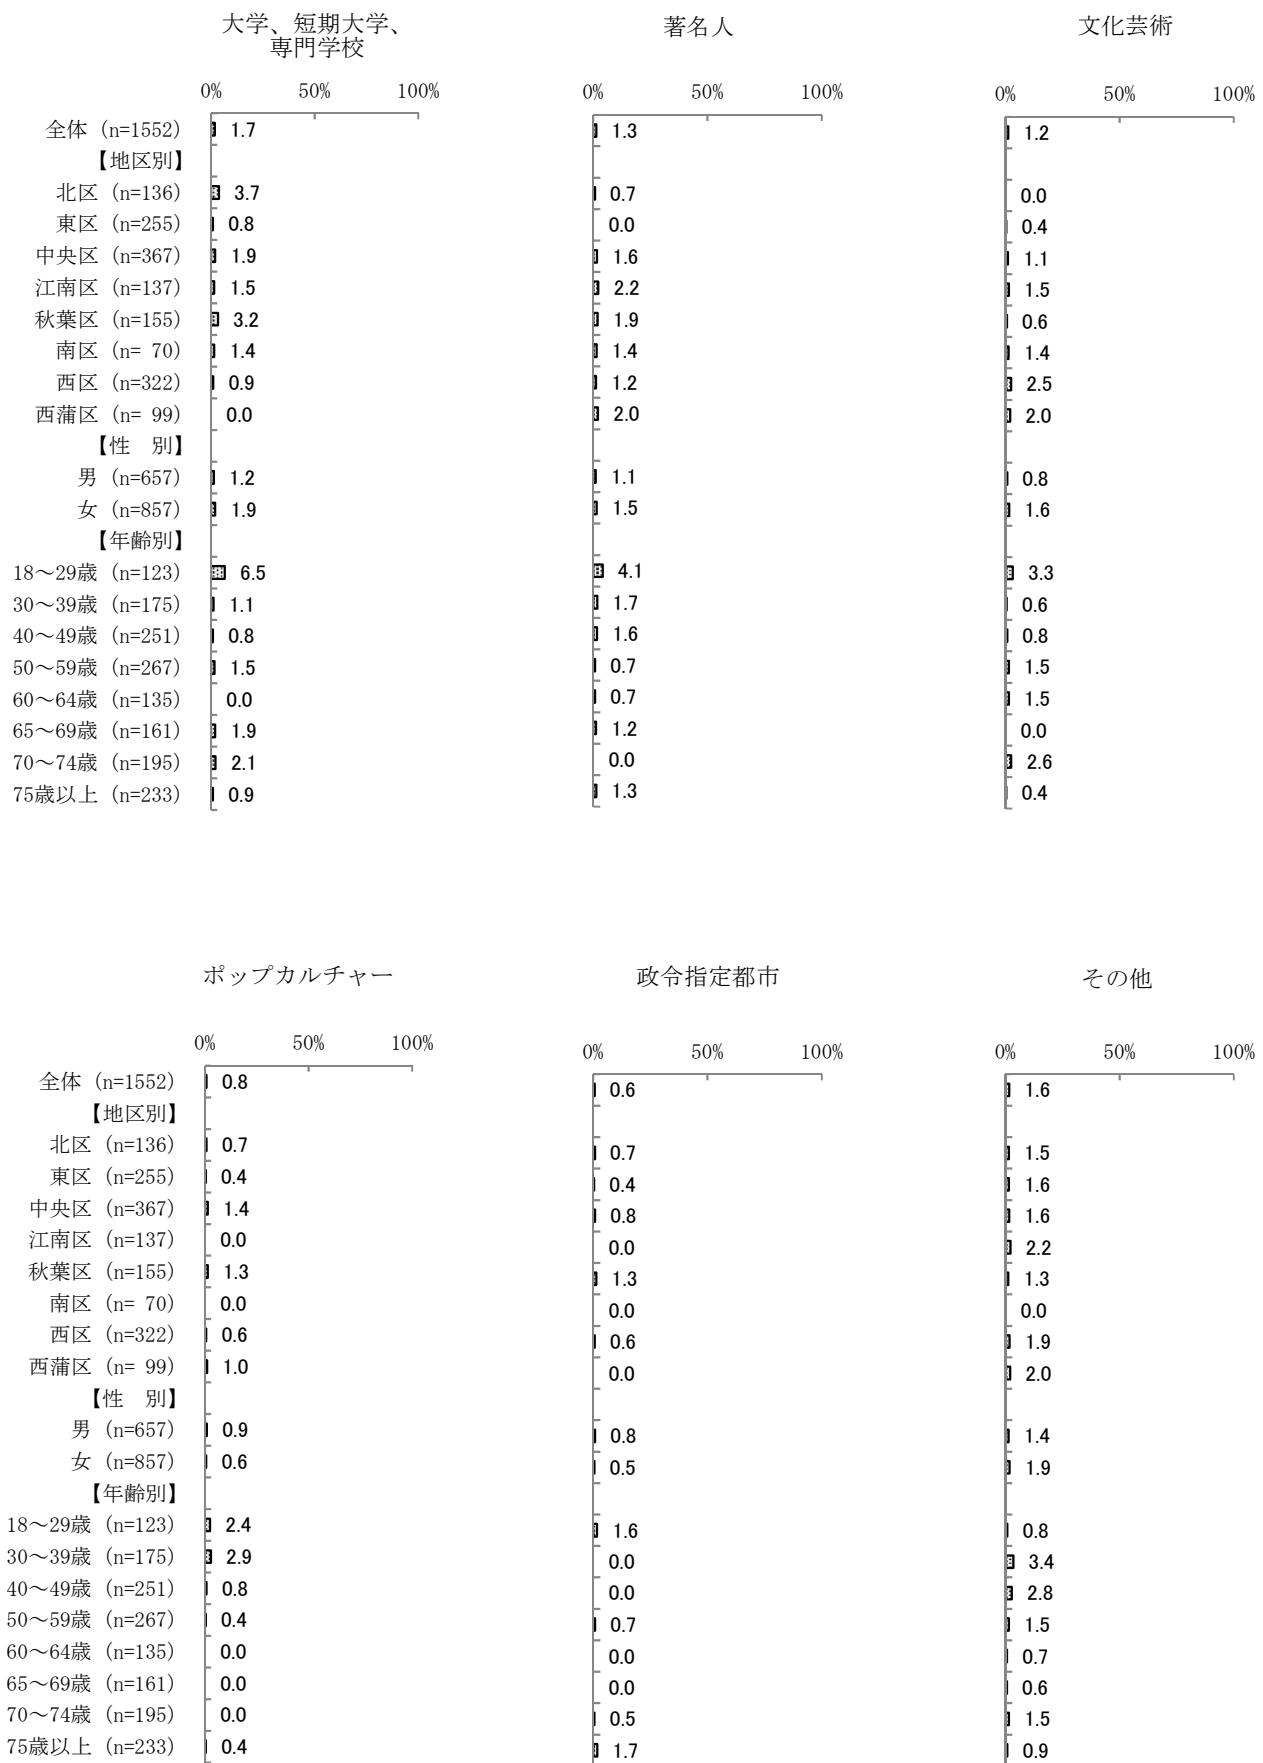 大学、短期大学、
専門学校
著名人
文化芸術
0% 50% 100% 0% 50% 100% 0% 50% 100%
全体 (n=1552) 1.7 1.3 1.2
【地区別】
北区 (n=136) 3.7 0.7 0.0
東区 (n=255) 0.8 0.0 0.4
中央区 (n=367) 1.9 1.6 1.1
江南区 (n=137) 1.5 2.2 1.5
秋葉区 (n=155) 3.2 1.9 0.6
南区 (n= 70) 1.4 1.4 1.4
西区 (n=322) 0.9 1.2 2.5
西蒲区 (n= 99) 0.0 2.0 2.0
【性　別】
男 (n=657) 1.2 1.1 0.8
女 (n=857) 1.9 1.5 1.6
【年齢別】
18～29歳 (n=123) 6.5 4.1 3.3
30～39歳 (n=175) 1.1 1.7 0.6
40～49歳 (n=251) 0.8 1.6 0.8
50～59歳 (n=267) 1.5 0.7 1.5
60～64歳 (n=135) 0.0 0.7 1.5
65～69歳 (n=161) 1.9 1.2 0.0
70～74歳 (n=195) 2.1 0.0 2.6
75歳以上 (n=233) 0.9 1.3 0.4
ポップカルチャー 政令指定都市 その他
0% 50% 100% 0% 50% 100% 0% 50% 100%
全体 (n=1552) 0.8 0.6 1.6
【地区別】
北区 (n=136) 0.7 0.7 1.5
東区 (n=255) 0.4 0.4 1.6
中央区 (n=367) 1.4 0.8 1.6
江南区 (n=137) 0.0 0.0 2.2
秋葉区 (n=155) 1.3 1.3 1.3
南区 (n= 70) 0.0 0.0 0.0
西区 (n=322) 0.6 0.6 1.9
西蒲区 (n= 99) 1.0 0.0 2.0
【性　別】
男 (n=657) 0.9 0.8 1.4
女 (n=857) 0.6 0.5 1.9
【年齢別】
18～29歳 (n=123) 2.4 1.6 0.8
30～39歳 (n=175) 2.9 0.0 3.4
40～49歳 (n=251) 0.8 0.0 2.8
50～59歳 (n=267) 0.4 0.7 1.5
60～64歳 (n=135) 0.0 0.0 0.7
65～69歳 (n=161) 0.0 0.0 0.6
70～74歳 (n=195) 0.0 0.5 1.5
75歳以上 (n=233) 0.4 1.7 0.9